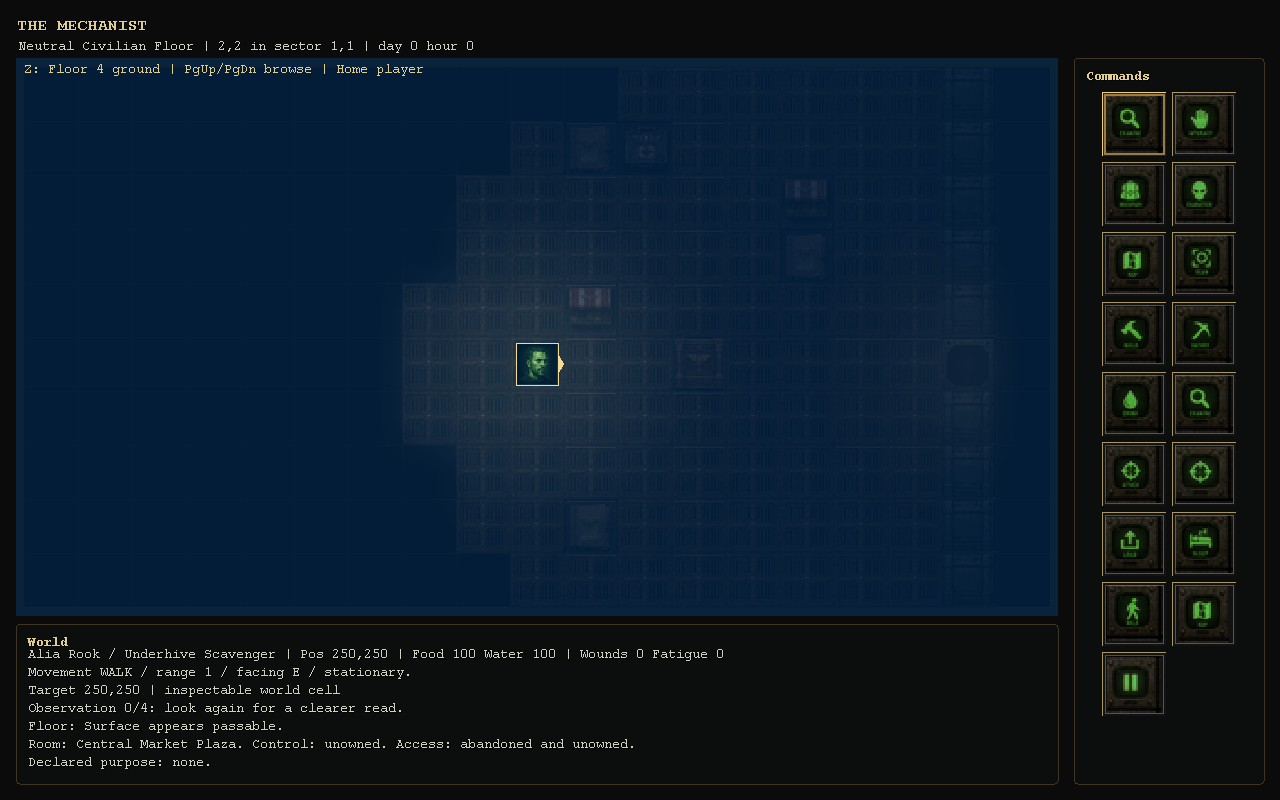 THE MECHANIST
Neutral Civilian Floor | 2,2 in sector 1,1 | day 0 hour 0
Z: Floor 4 ground | PgUp/PgDn browse | Home player
Commands
World
Alia Rook / Underhive Scavenger | Pos 250,250 | Food 100 Water 100 | Wounds 0 Fatigue 0
Movement WALK / range 1 / facing E / stationary.
Target 250,250 | inspectable world cell
Observation 0/4: look again for a clearer read.
Floor: Surface appears passable.
Room: Central Market Plaza. Control: unowned. Access: abandoned and unowned.
Declared purpose: none.